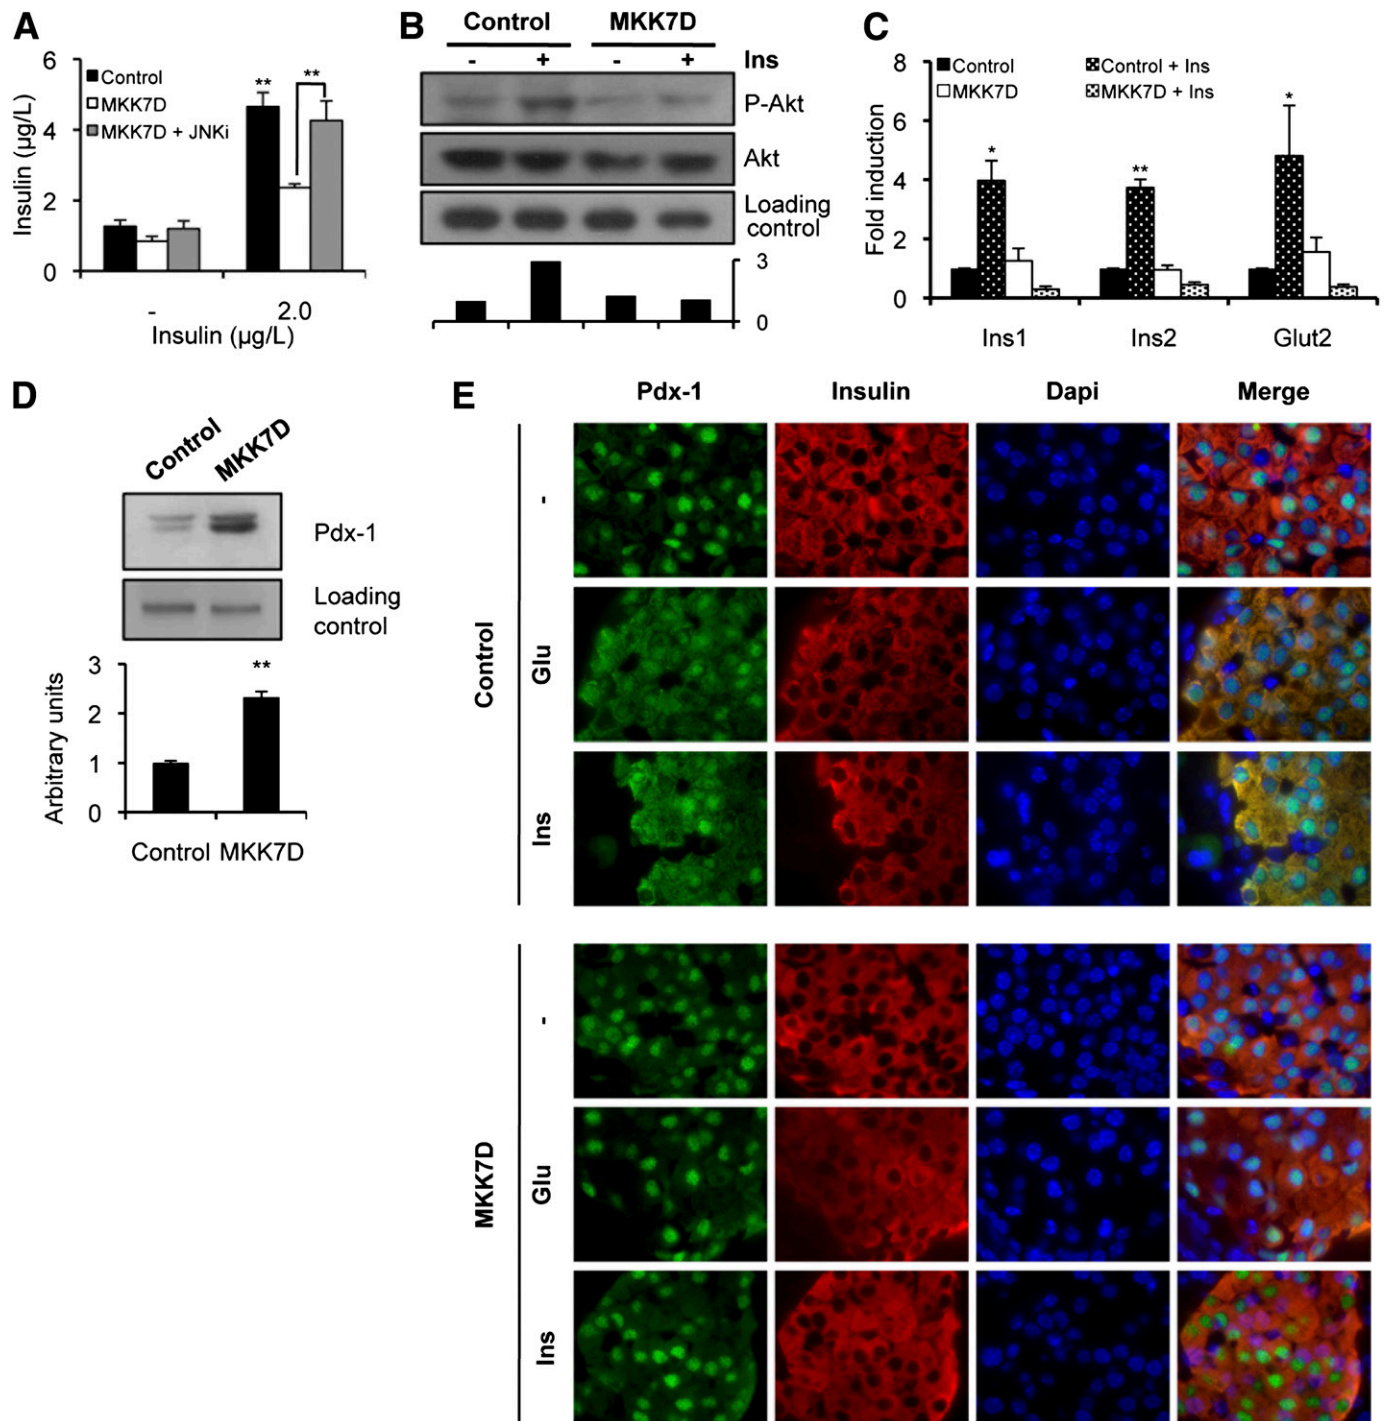 A
Insulin (µg/L)
6
4
2
0
Control
MKK7D
MKK7D + JNKi
**
**
-
2.0
Insulin (µg/L)
B
Control
MKK7D
-
+
-
+
Ins
P-Akt
Akt
Loading
control
3
0
C
Fold induction
8
6
4
2
0
Control
MKK7D
Control + Ins
MKK7D + Ins
*
**
*
Ins1
Ins2
Glut2
D
Control
MKK7D
Pdx-1
Loading
control
Arbitrary units
3
2
1
0
**
Control MKK7D
E
Pdx-1
Insulin
Dapi
Merge
Control
-
Glu
Ins
MKK7D
-
Glu
Ins